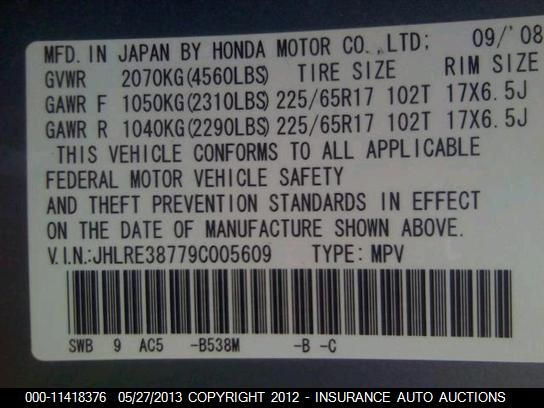 MFD. IN JAPAN BY HONDA MOTOR CO.,LTD; 09/'08
GVWR 2070KG(4560LBS) TIRE SIZE RIM SIZE
GAWR F 1050KG(2310LBS) 225/65R17 102T 17X6.5J
GAWR R 1040KG(2290LBS) 225/65R17 102T 17X6.5J
THIS VEHICLE CONFORMS TO ALL APPLICABLE
FEDERAL MOTOR VEHICLE SAFETY
AND THEFT PREVENTION STANDARDS IN EFFECT
ON THE DATE OF MANUFACTURE SHOWN ABOVE.
V.I.N.:JHLRE38779C005609 TYPE: MPV
SWB 9 AC5 -B538M -B -C
000-11418376 05/27/2013 COPYRIGHT 2012 - INSURANCE AUTO AUCTIONS